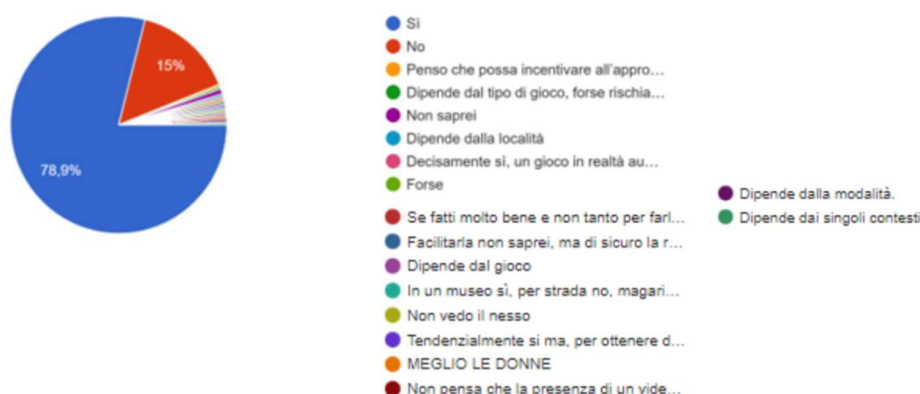 78,9%
15%
Sì
No
Penso che possa incentivare all'appro...
Dipende dal tipo di gioco, forse rischia...
Non saprei
Dipende dalla località
Decisamente sì, un gioco in realtà au...
Forse
Se fatti molto bene e non tanto per farl...
Facilitarla non saprei, ma di sicuro la r...
Dipende dal gioco
In un museo sì, per strada no, magari...
Non vedo il nesso
Tendenzialmente si ma, per ottenere d...
MEGLIO LE DONNE
Non pensa che la presenza di un vide...
Dipende dalla modalità.
Dipende dai singoli contesti